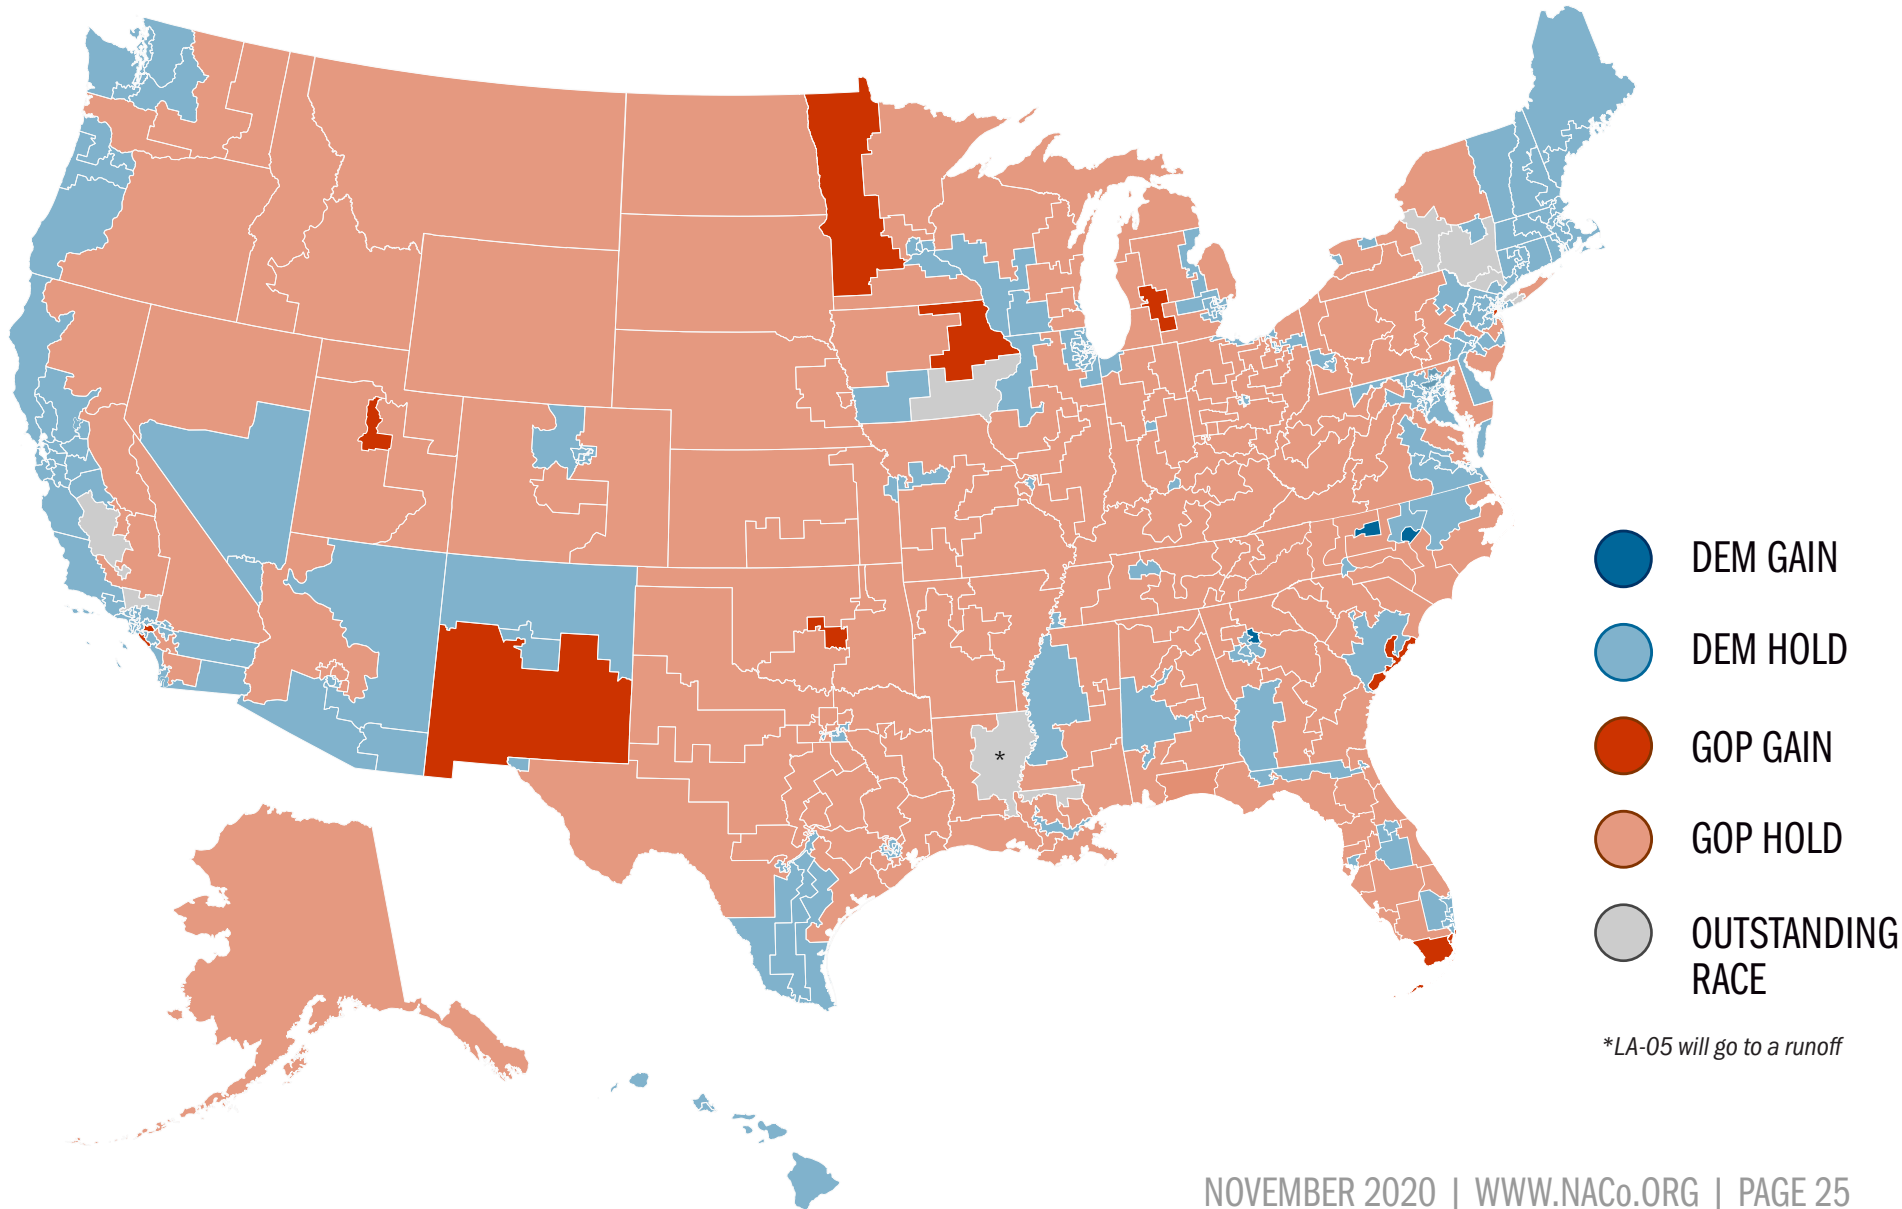 DEM GAIN
DEM HOLD
GOP GAIN
GOP HOLD
OUTSTANDING
RACE
*
*LA-05 will go to a runoff
NOVEMBER 2020 | WWW.NACo.ORG | PAGE 25